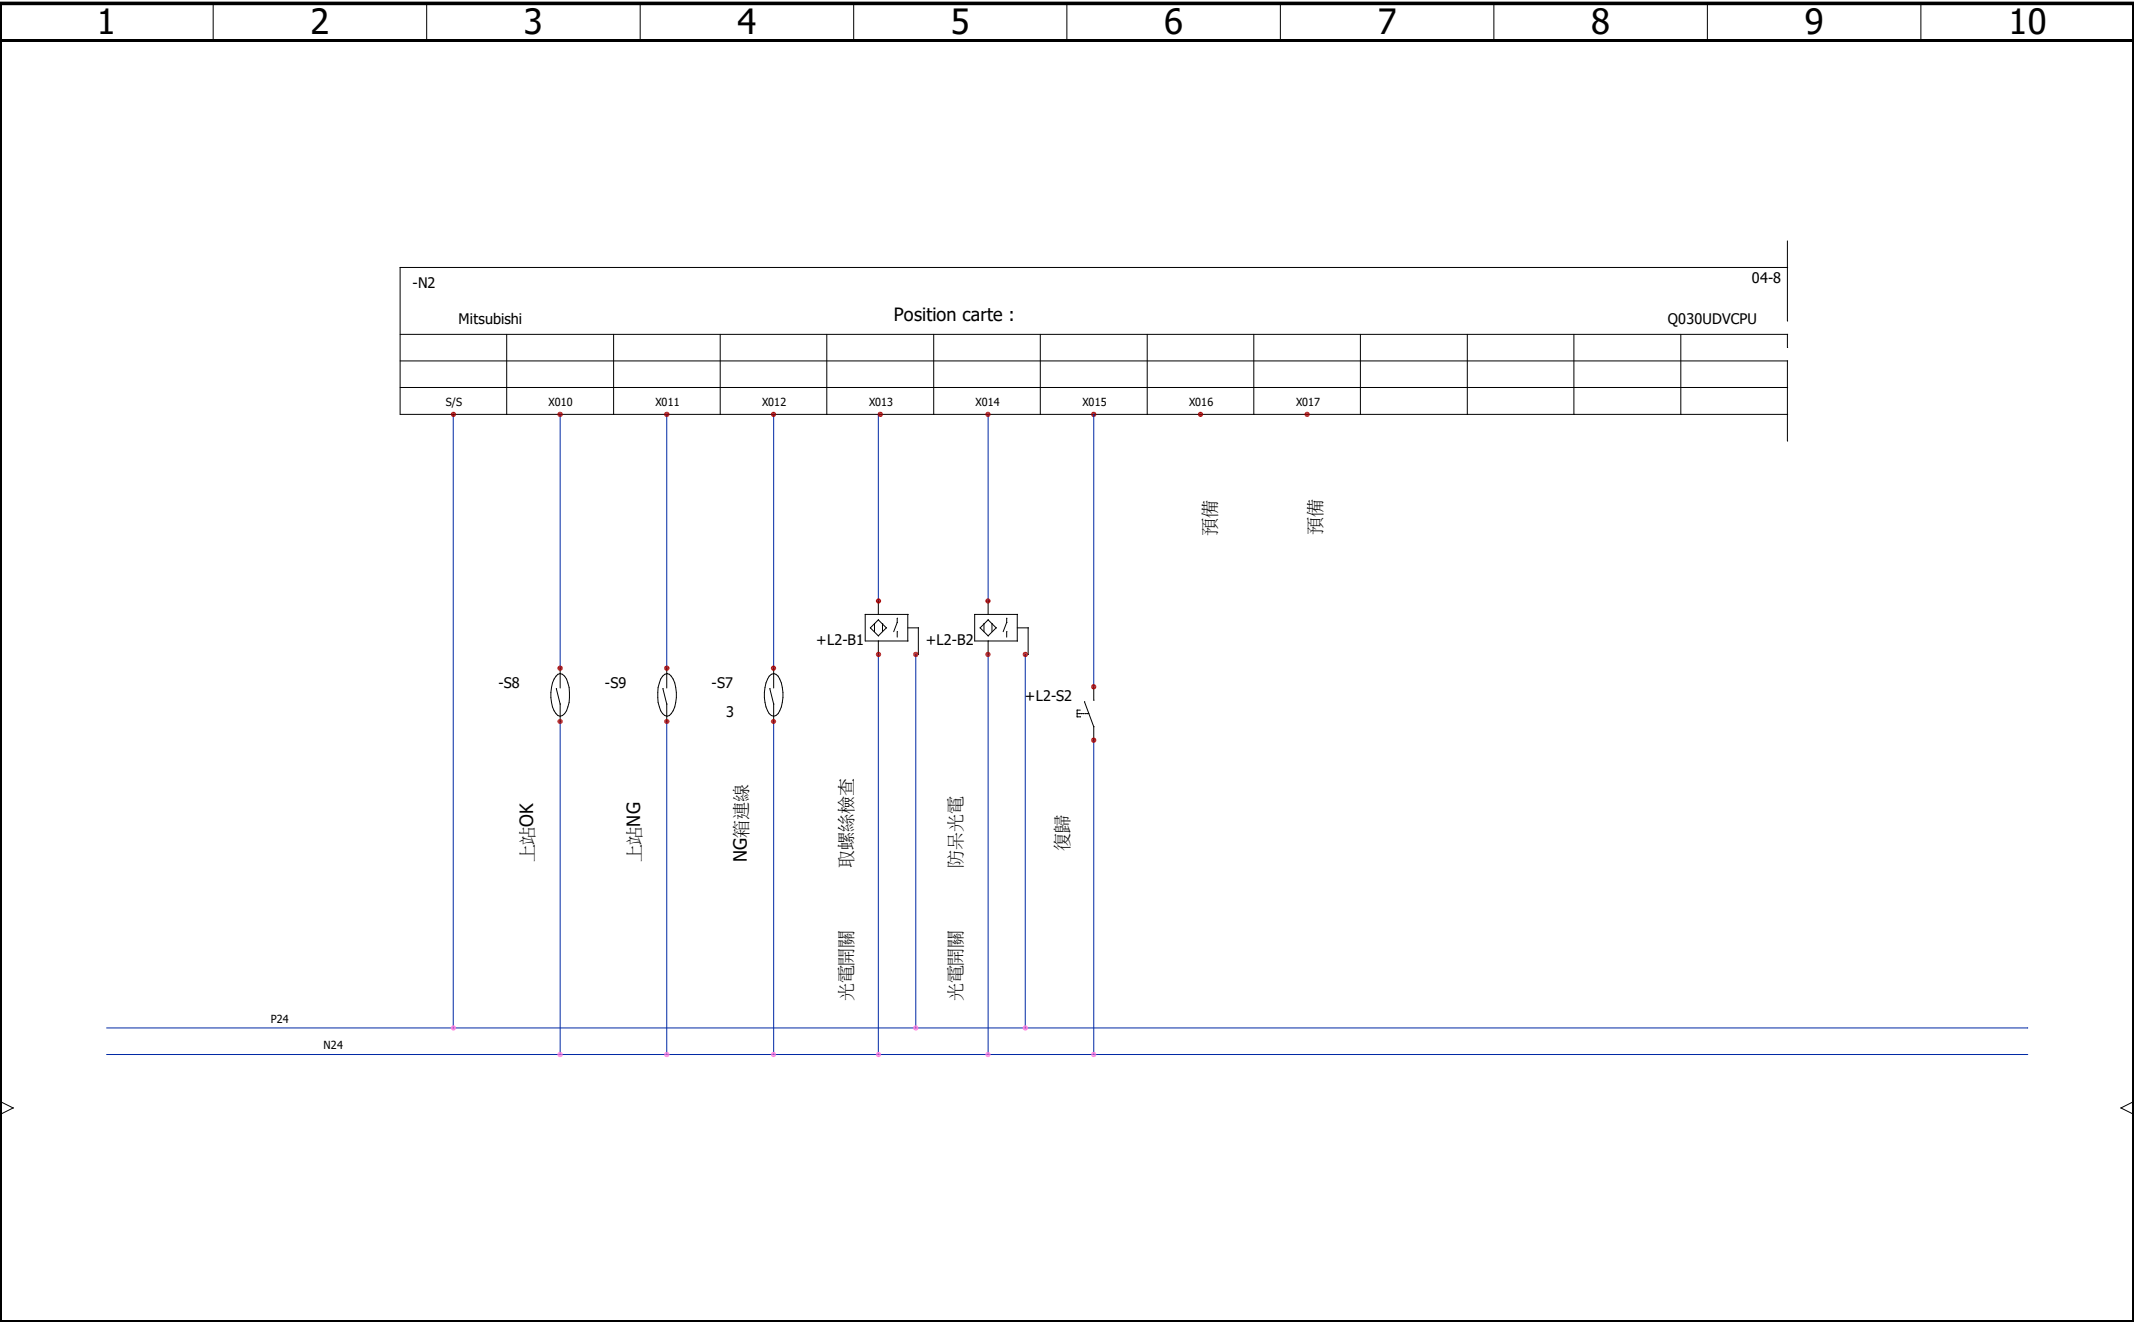 1 2 3 4 5 6 7 8 9 10
-N2 04-8
Mitsubishi Position carte : Q030UDVCPU
S/S X010 X011 X012 X013 X014 X015 X016 X017
預備
預備
+L2-B1
+L2-B2
-S8
-S9
-S7
3
+L2-S2
上站OK
上站NG
NG箱連線
取螺絲檢查
光電開關
防呆光電
光電開關
復歸
P24
N24